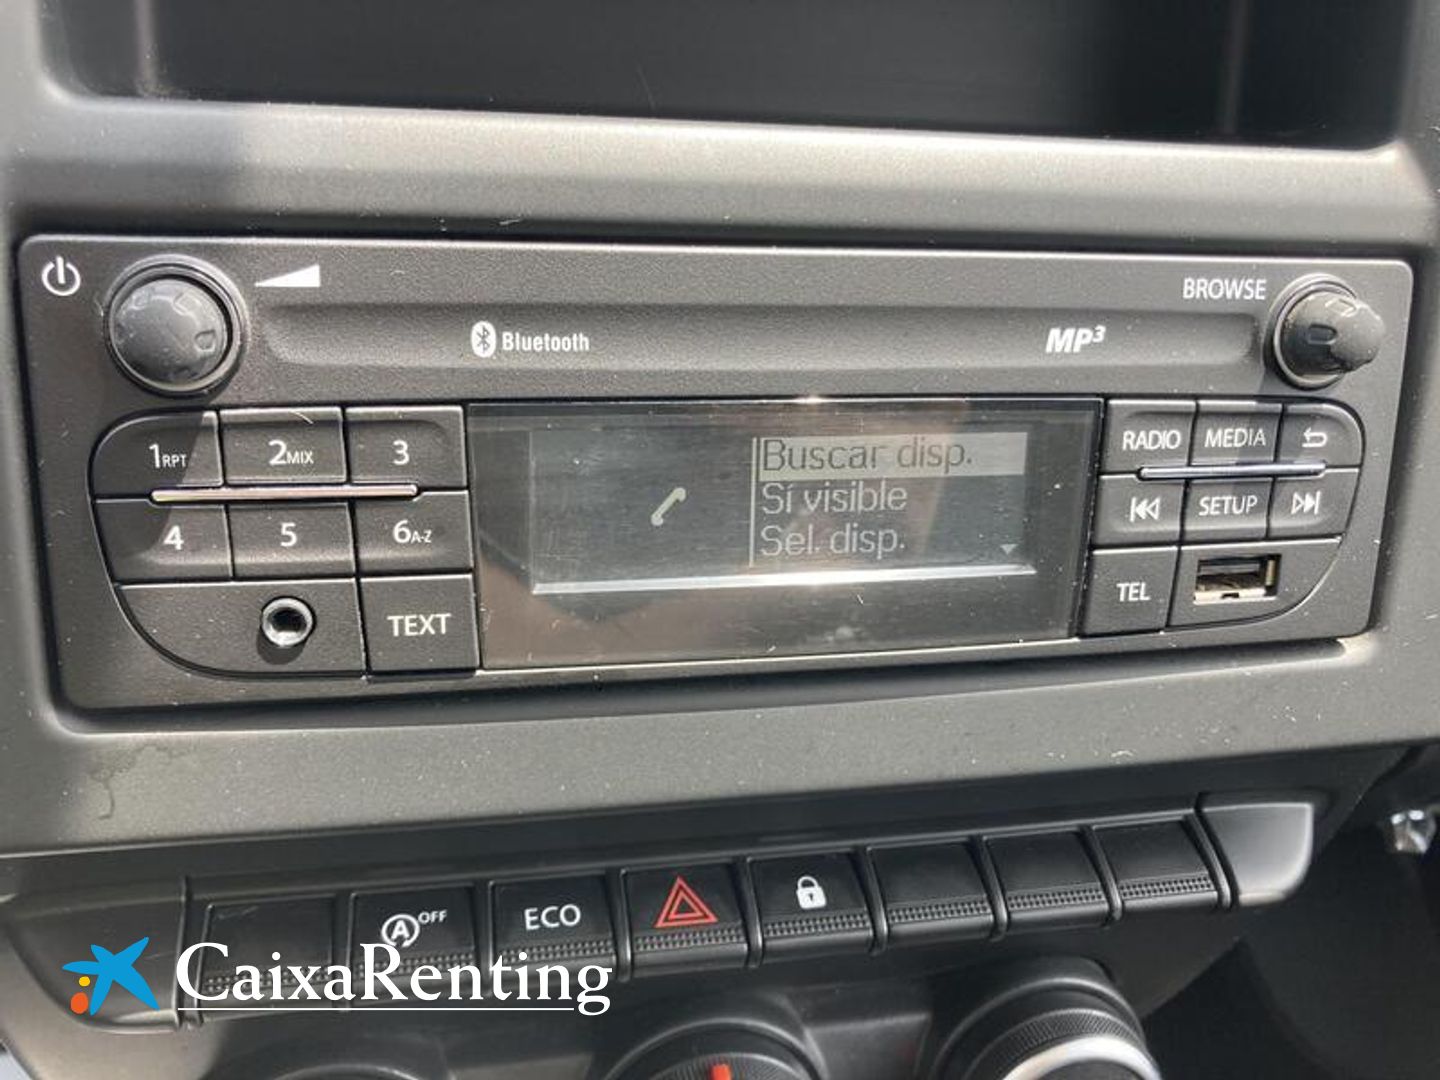 BROWSE
Bluetooth
MP3
1RPT 2MIX 3
RADIO MEDIA
Buscar disp.
Sí visible
Sel. disp.
4 5 6A-Z
SETUP
TEXT
TEL
A OFF
ECO
CaixaRenting